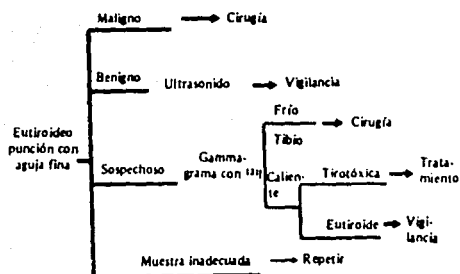 Maligno
Cirugía
Benigno
Ultrasonido
Vigilancia
Eutiroideo
punción con
aguja fina
Sospechoso
Gamma-
grama con
Frío
Tibio
Cirugía
Calien-
te
Tirotóxica
Trata-
miento
Eutiroide
Vigi-
lancia
Muestra inadecuada
Repetir